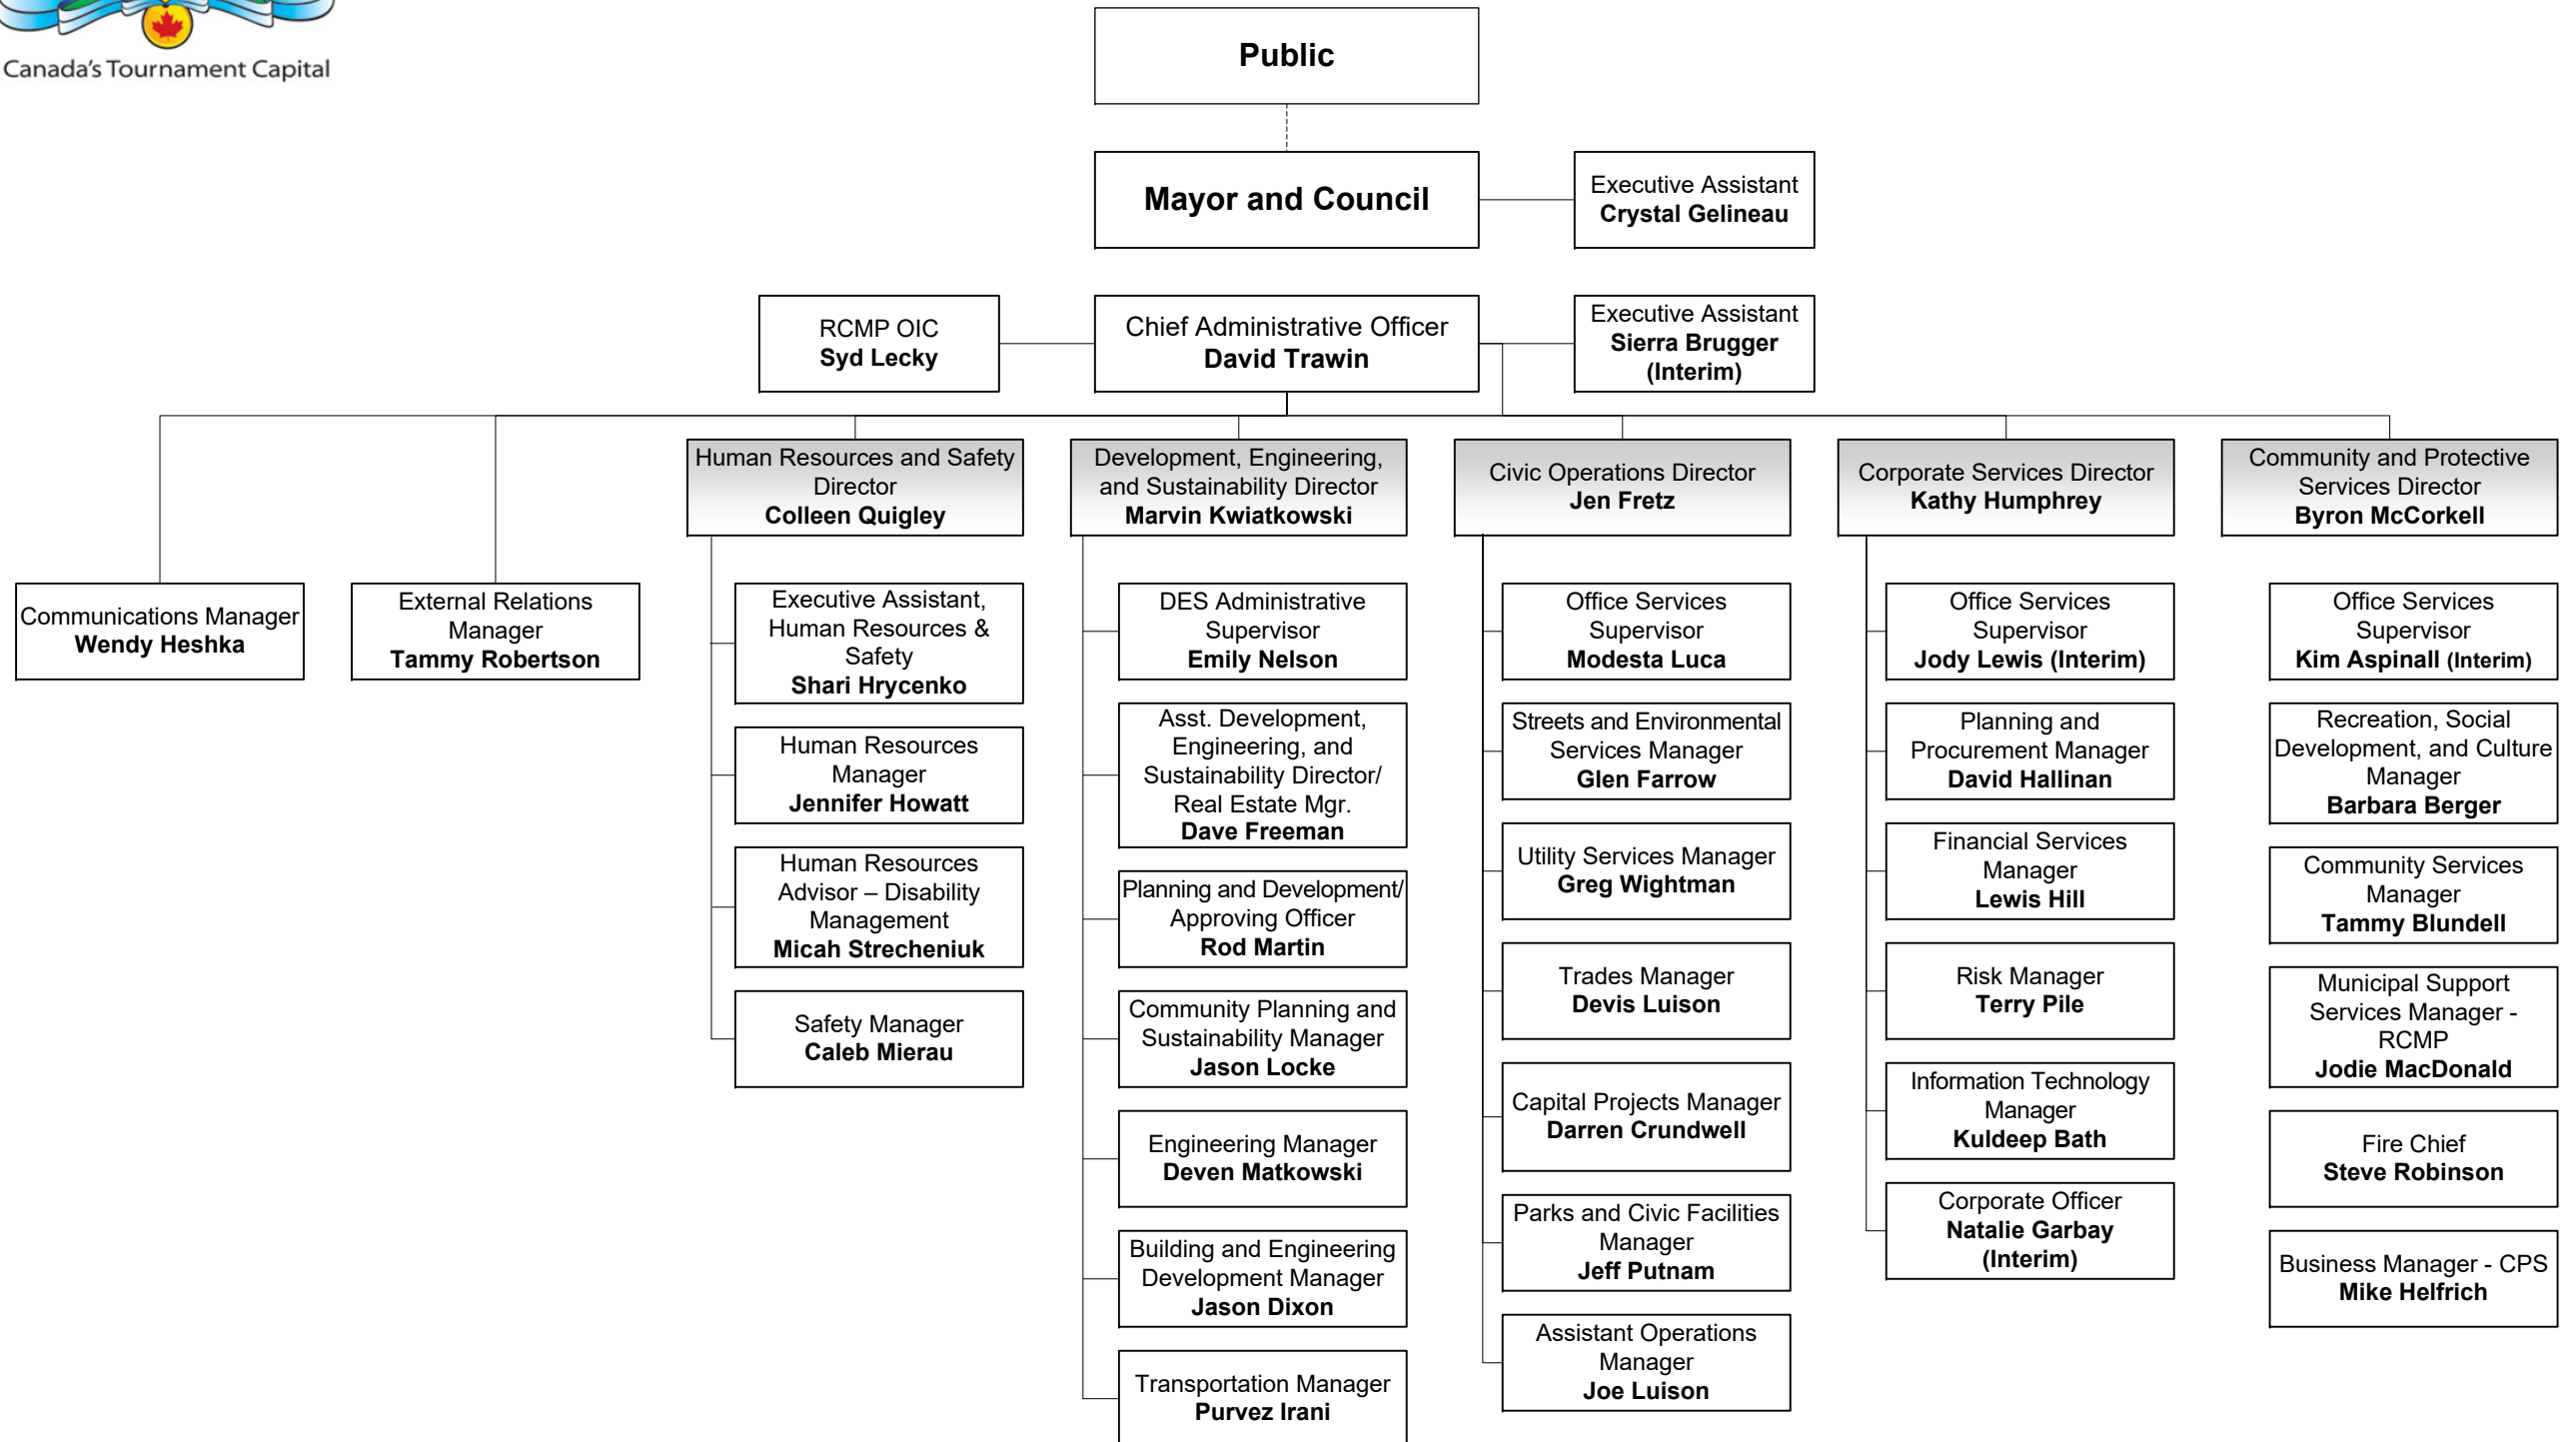 Canada's Tournament Capital
Public
Mayor and Council
Executive Assistant
Crystal Gelineau
RCMP OIC
Syd Lecky
Chief Administrative Officer
David Trawin
Executive Assistant
Sierra Brugger
(Interim)
Communications Manager
Wendy Heshka
External Relations
Manager
Tammy Robertson
Human Resources and Safety
Director
Colleen Quigley
Executive Assistant,
Human Resources &
Safety
Shari Hrycenko
Human Resources
Manager
Jennifer Howatt
Human Resources
Advisor – Disability
Management
Micah Strecheniuk
Safety Manager
Caleb Mierau
Development, Engineering,
and Sustainability Director
Marvin Kwiatkowski
DES Administrative
Supervisor
Emily Nelson
Asst. Development,
Engineering, and
Sustainability Director/
Real Estate Mgr.
Dave Freeman
Planning and Development/
Approving Officer
Rod Martin
Community Planning and
Sustainability Manager
Jason Locke
Engineering Manager
Deven Matkowski
Building and Engineering
Development Manager
Jason Dixon
Transportation Manager
Purvez Irani
Civic Operations Director
Jen Fretz
Office Services
Supervisor
Modesta Luca
Streets and Environmental
Services Manager
Glen Farrow
Utility Services Manager
Greg Wightman
Trades Manager
Devis Luison
Capital Projects Manager
Darren Crundwell
Parks and Civic Facilities
Manager
Jeff Putnam
Assistant Operations
Manager
Joe Luison
Corporate Services Director
Kathy Humphrey
Office Services
Supervisor
Jody Lewis (Interim)
Planning and
Procurement Manager
David Hallinan
Financial Services
Manager
Lewis Hill
Risk Manager
Terry Pile
Information Technology
Manager
Kuldeep Bath
Corporate Officer
Natalie Garbay
(Interim)
Community and Protective
Services Director
Byron McCorkell
Office Services
Supervisor
Kim Aspinall (Interim)
Recreation, Social
Development, and Culture
Manager
Barbara Berger
Community Services
Manager
Tammy Blundell
Municipal Support
Services Manager -
RCMP
Jodie MacDonald
Fire Chief
Steve Robinson
Business Manager - CPS
Mike Helfrich